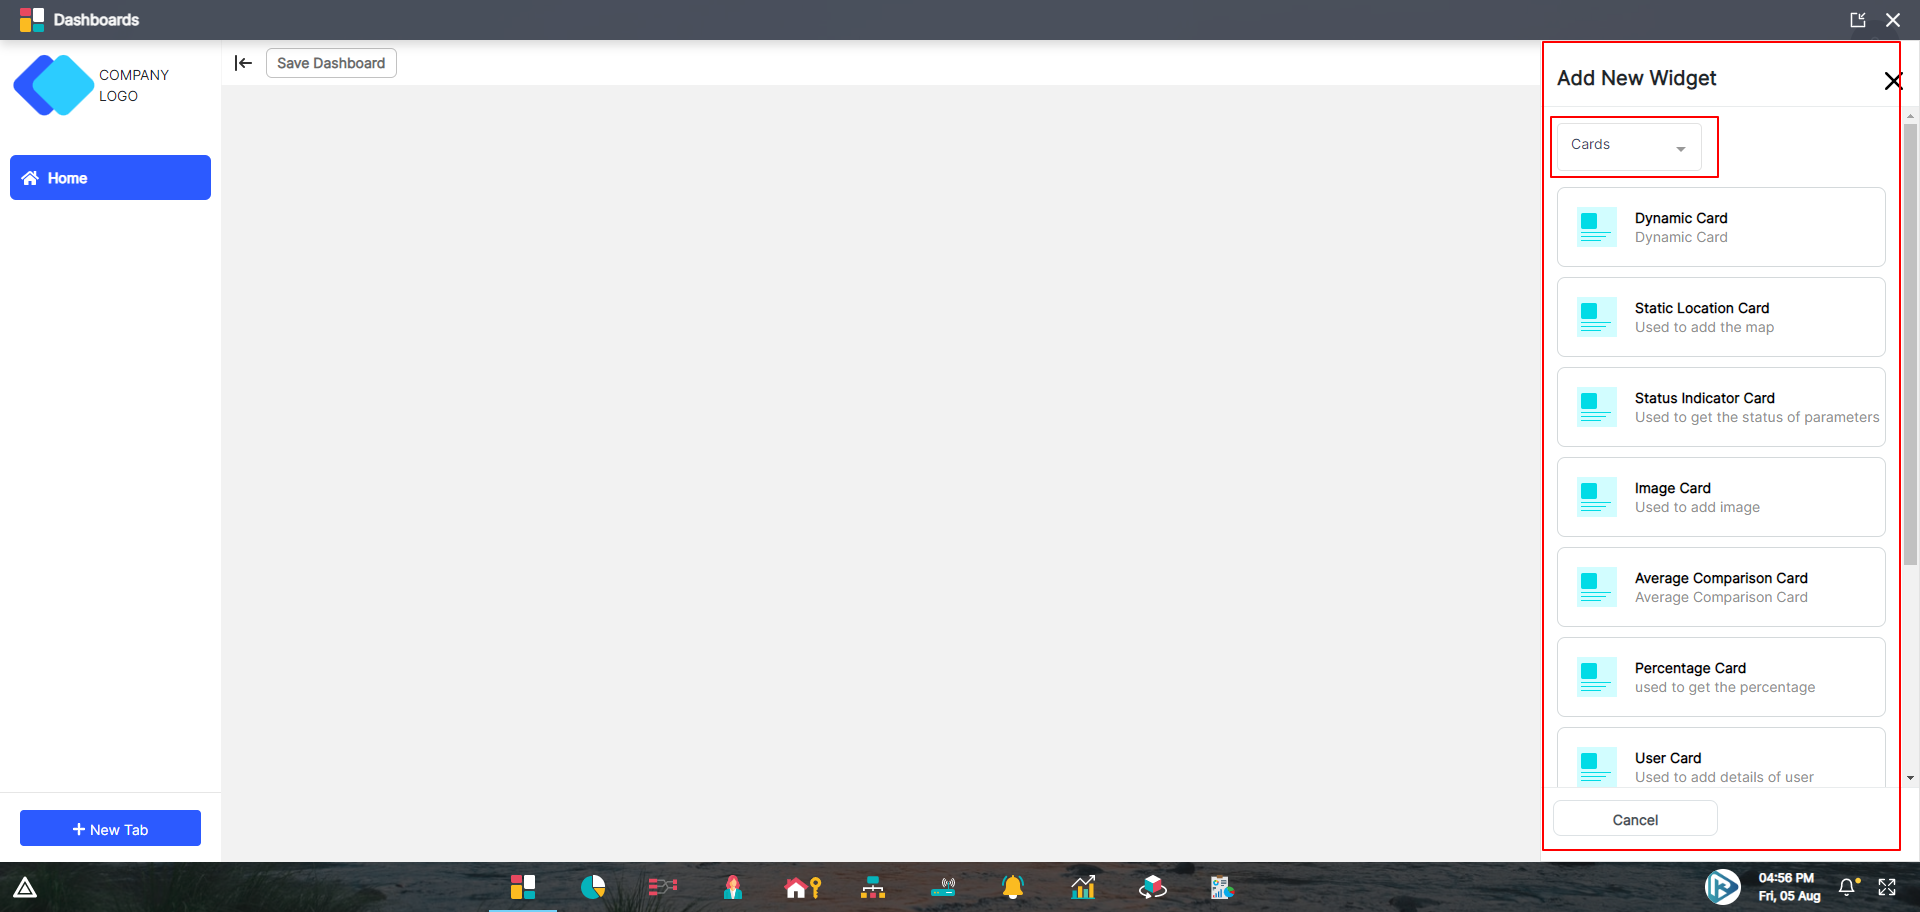 Dashboards
COMPANY
LOGO
Home
New Tab
Save Dashboard
Add New Widget
Cards
Dynamic Card
Dynamic Card
Static Location Card
Used to add the map
Status Indicator Card
Used to get the status of parameters
Image Card
Used to add image
Average Comparison Card
Average Comparison Card
Percentage Card
used to get the percentage
User Card
Used to add details of user
Cancel
04:56 PM
Fri, 05 Aug